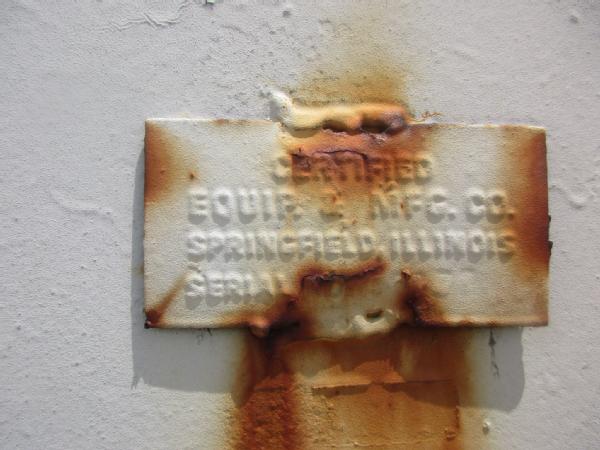 CERTIFIED
EQUIP. & MFG. CO.
SPRINGFIELD, ILLINOIS
SERIAL